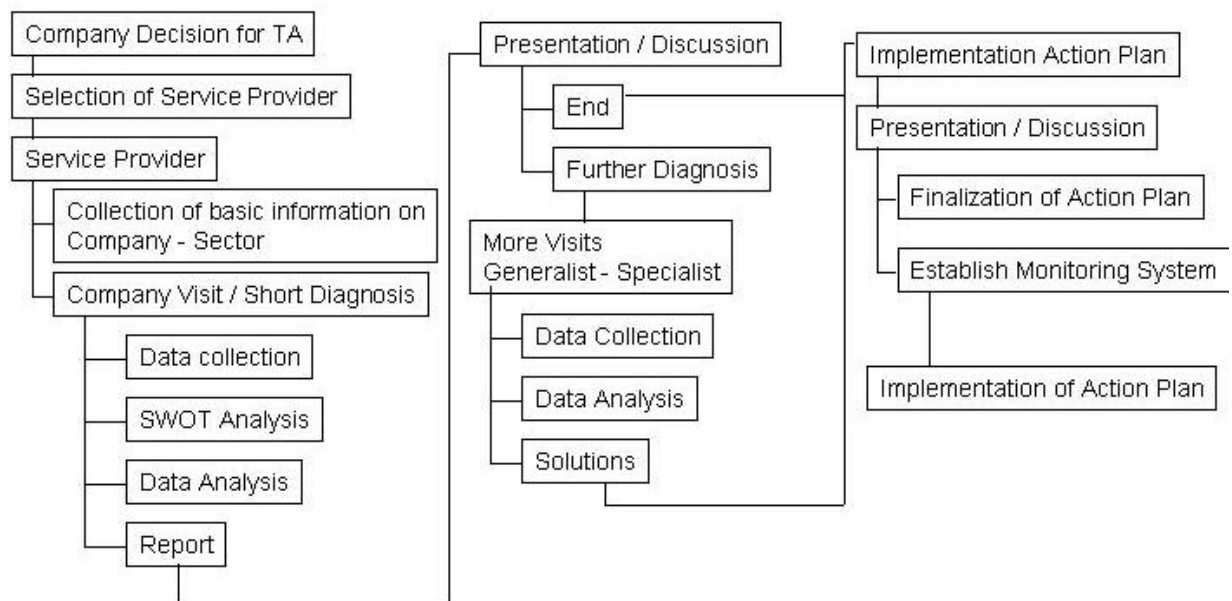 Company Decision for TA
Selection of Service Provider
Service Provider
Collection of basic information on
Company - Sector
Company Visit / Short Diagnosis
Data collection
SWOT Analysis
Data Analysis
Report
Presentation / Discussion
End
Further Diagnosis
More Visits
Generalist - Specialist
Data Collection
Data Analysis
Solutions
Implementation Action Plan
Presentation / Discussion
Finalization of Action Plan
Establish Monitoring System
Implementation of Action Plan